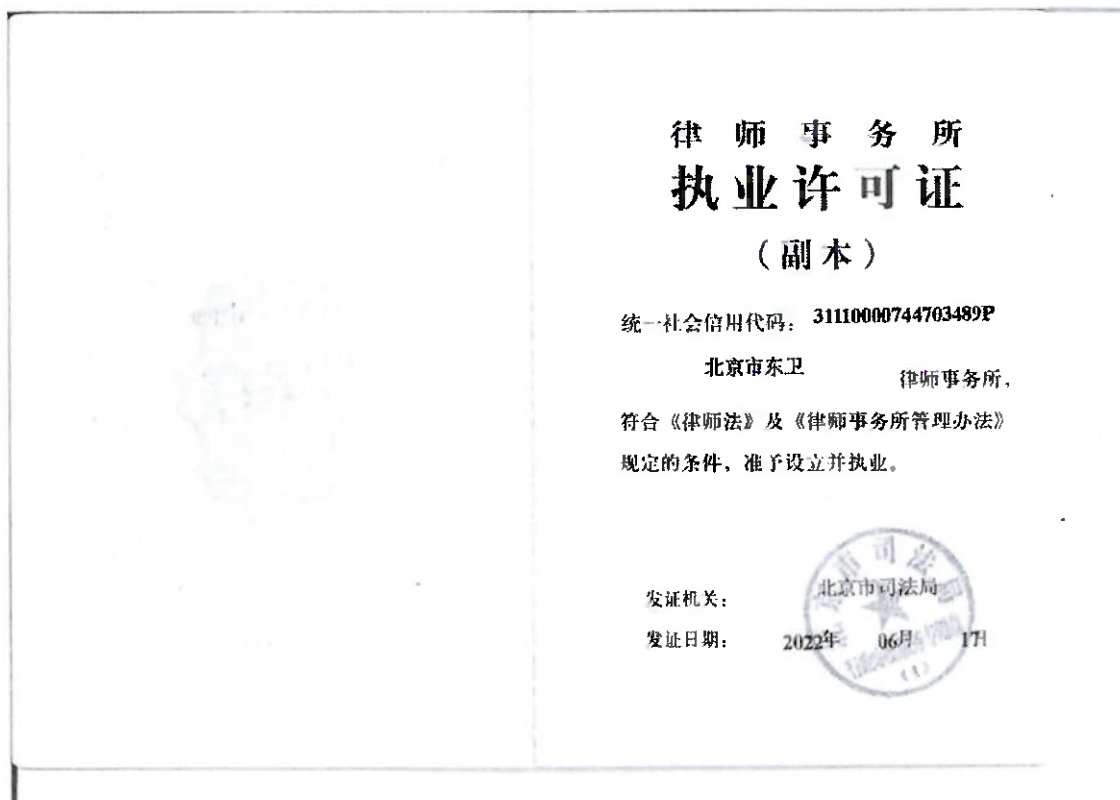 律师事务所
执业许可证
（副本）
统一社会信用代码： 31110000744703489P
北京市东卫 律师事务所，
符合《律师法》及《律师事务所管理办法》
规定的条件，准予设立并执业。
发证机关： 北京市司法局
发证日期： 2022年 06月 17日